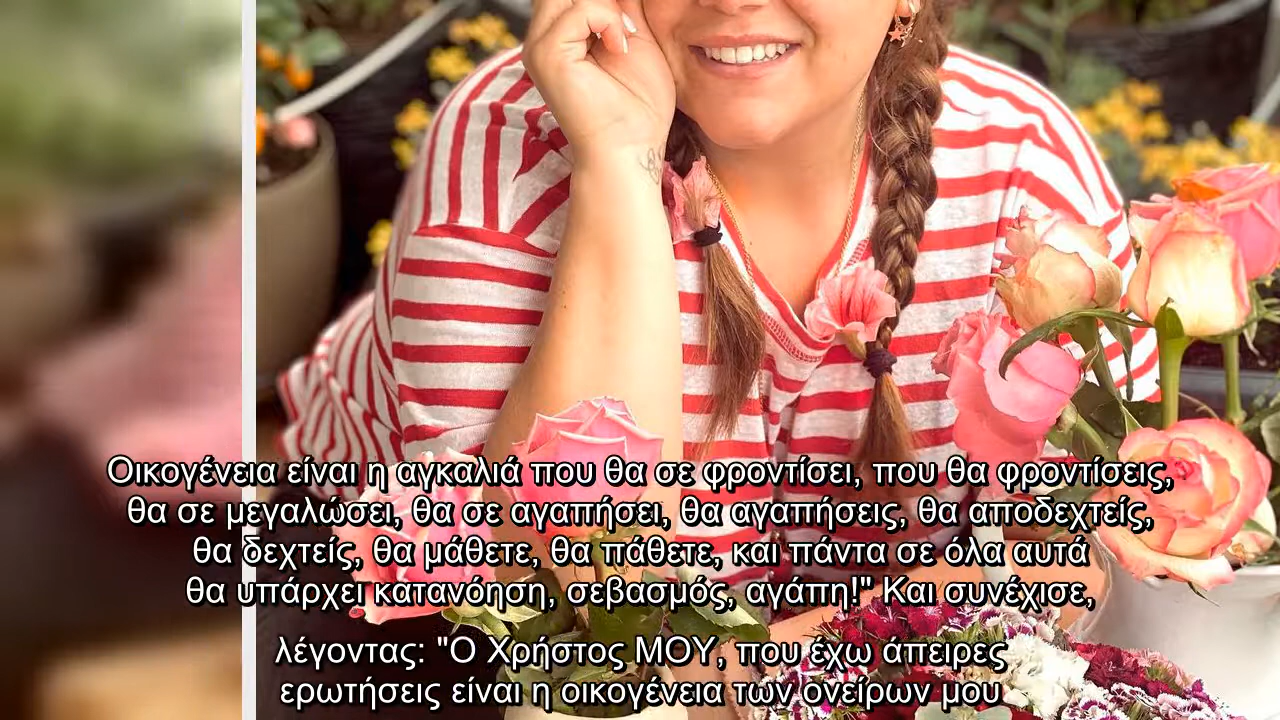 Οικογένεια είναι η αγκαλιά που θα σε φροντίσει, που θα φροντίσεις,
θα σε μεγαλώσει, θα σε αγαπήσει, θα αγαπήσεις, θα αποδεχτείς,
θα δεχτείς, θα μάθετε, θα πάθετε, και πάντα σε όλα αυτά
θα υπάρχει κατανόηση, σεβασμός, αγάπη!" Και συνέχισε,
λέγοντας: "Ο Χρήστος ΜΟΥ, που έχω άπειρες
ερωτήσεις είναι η οικογένεια των ονείρων μου